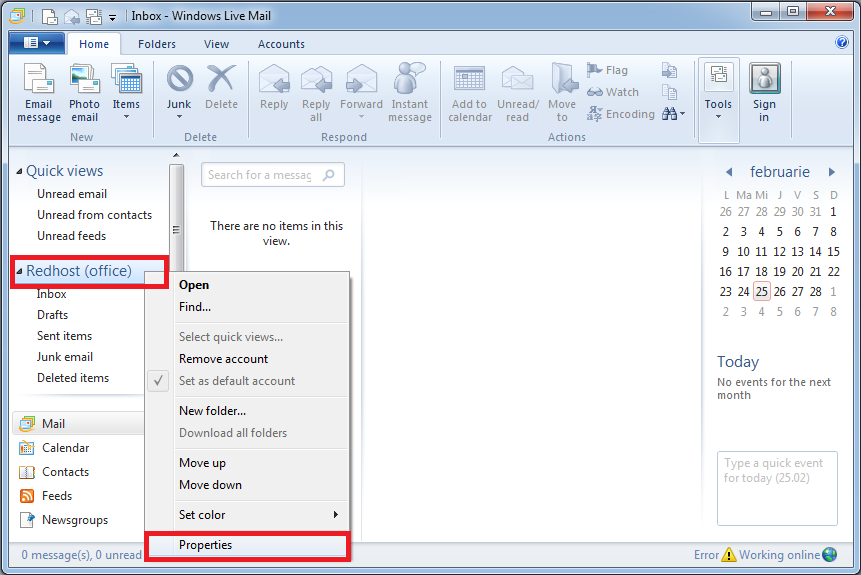 Inbox - Windows Live Mail
Home Folders View Accounts
Email message
Photo email
Items
New
Junk
Delete
Delete
Reply
Reply all
Forward
Instant message
Respond
Add to calendar
Unread/ read
Move to
Flag
Watch
Encoding
Actions
Tools
Sign in
Quick views
Unread email
Unread from contacts
Unread feeds
Redhost (office)
Inbox
Drafts
Sent items
Junk email
Deleted items
Mail
Calendar
Contacts
Feeds
Newsgroups
Search for a messag
There are no items in this
view.
Open
Find...
Select quick views...
Remove account
Set as default account
New folder...
Download all folders
Move up
Move down
Set color
Properties
februarie
L Ma Mi J V S D
26 27 28 29 30 31 1
2 3 4 5 6 7 8
9 10 11 12 13 14 15
16 17 18 19 20 21 22
23 24 25 26 27 28 1
2 3 4 5 6 7 8
Today
No events for the next
month
Type a quick event
for today (25.02)
0 message(s), 0 unread
Error Working online